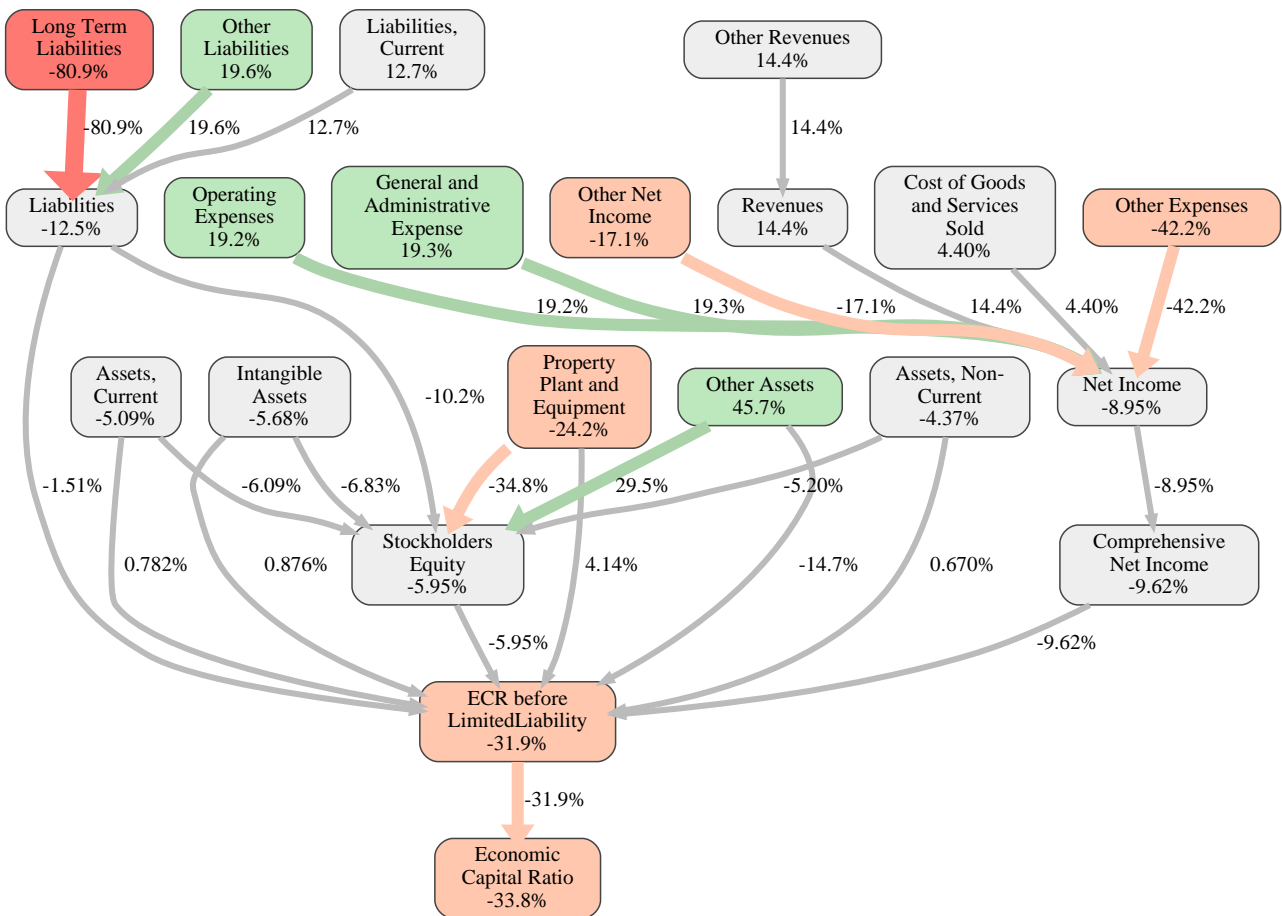 Long Term
Liabilities
-80.9%
Other
Liabilities
19.6%
Liabilities,
Current
12.7%
Other Revenues
14.4%
-80.9%
19.6%
12.7%
14.4%
Liabilities
-12.5%
Operating
Expenses
19.2%
General and
Administrative
Expense
19.3%
Other Net
Income
-17.1%
Revenues
14.4%
Cost of Goods
and Services
Sold
4.40%
Other Expenses
-42.2%
19.2%
19.3%
-17.1%
14.4%
4.40%
-42.2%
Assets,
Current
-5.09%
Intangible
Assets
-5.68%
-10.2%
Property
Plant and
Equipment
-24.2%
Other Assets
45.7%
Assets, Non-
Current
-4.37%
Net Income
-8.95%
-1.51%
-6.09%
-6.83%
-34.8%
29.5%
-5.20%
-8.95%
0.782%
0.876%
Stockholders
Equity
-5.95%
4.14%
-14.7%
0.670%
Comprehensive
Net Income
-9.62%
-5.95%
-9.62%
ECR before
LimitedLiability
-31.9%
-31.9%
Economic
Capital Ratio
-33.8%